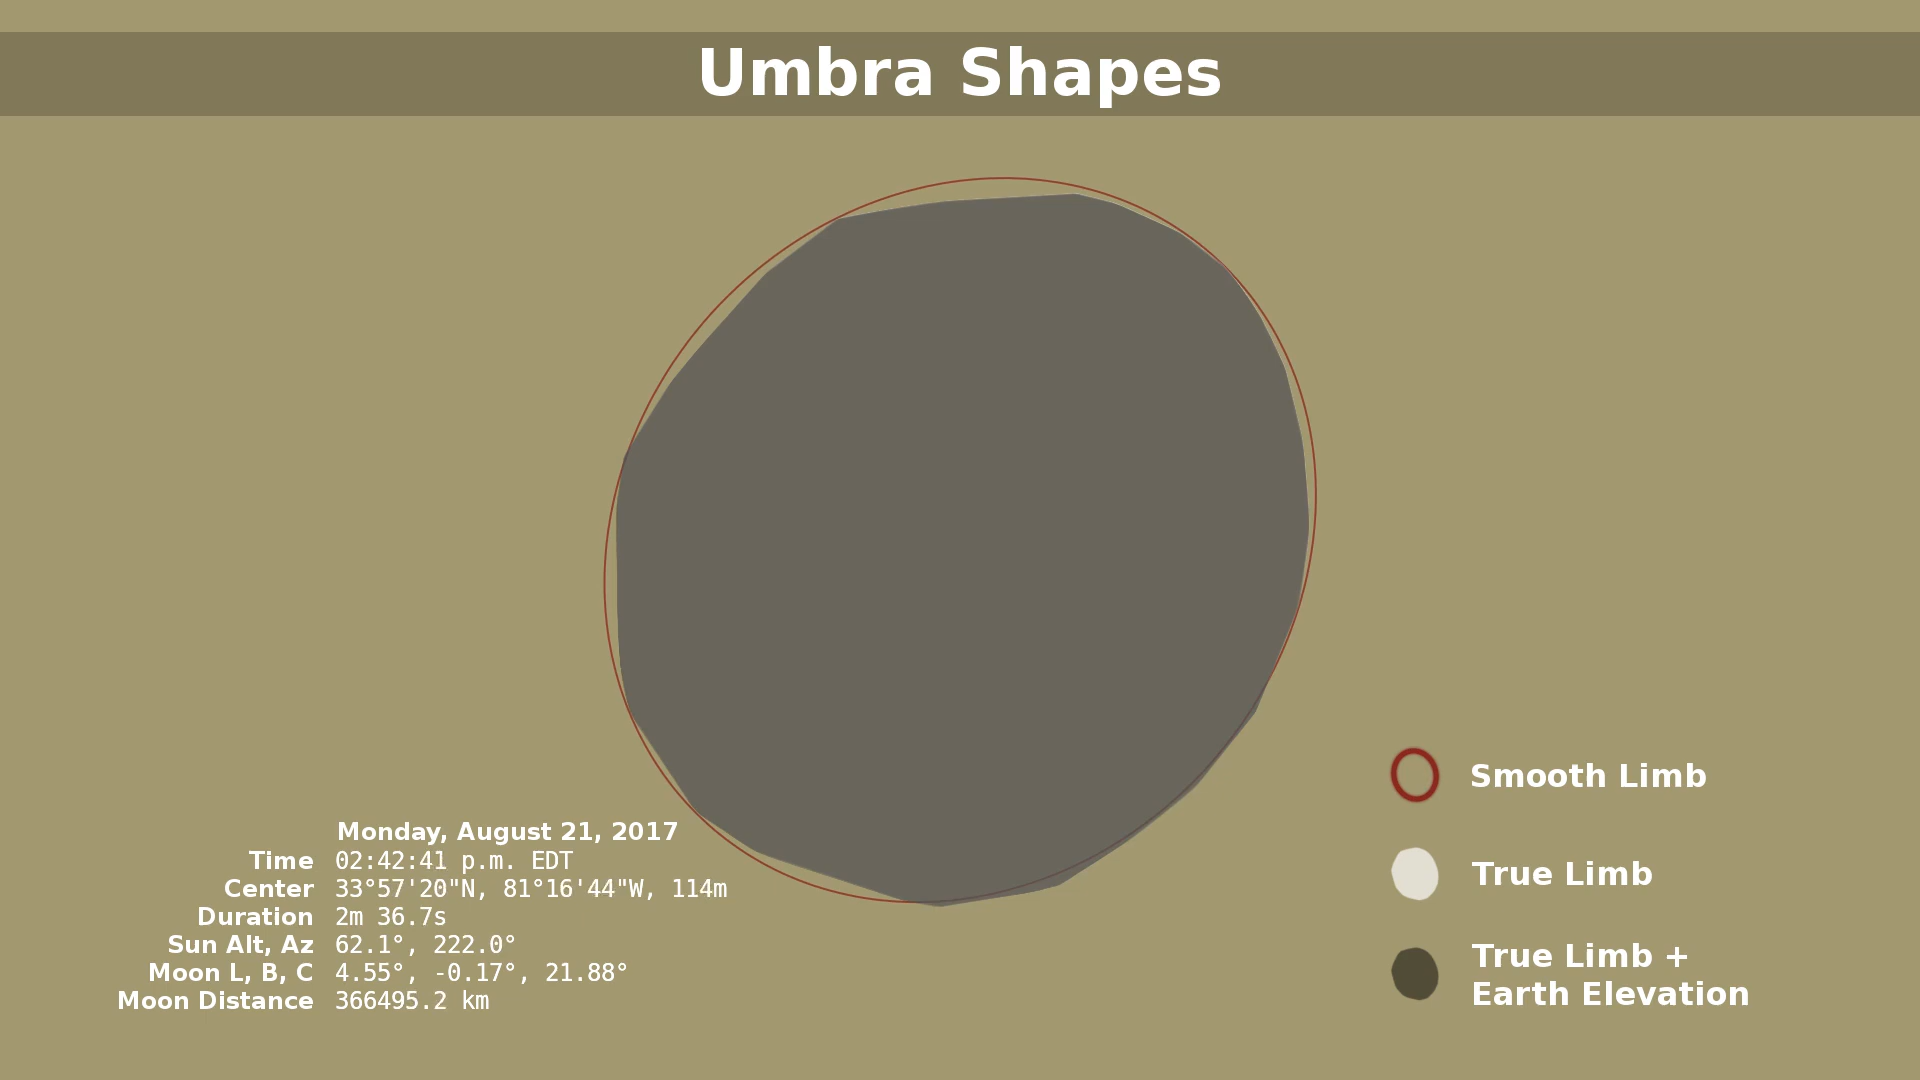 Umbra Shapes
Monday, August 21, 2017
Time 02:42:41 p.m. EDT
Center 33°57'20"N, 81°16'44"W, 114m
Duration 2m 36.7s
Sun Alt, Az 62.1°, 222.0°
Moon L, B, C 4.55°, -0.17°, 21.88°
Moon Distance 366495.2 km
Smooth Limb
True Limb
True Limb +
Earth Elevation